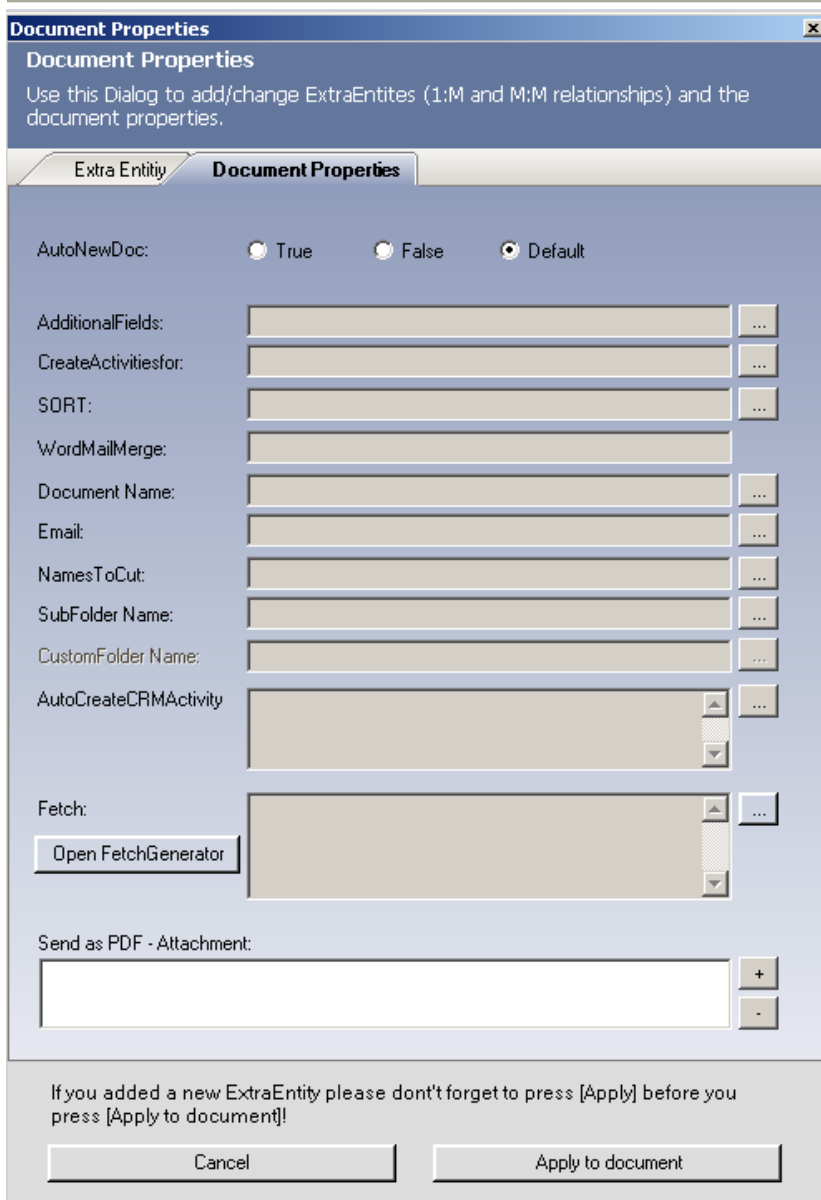 Document Properties
Document Properties
Use this Dialog to add/change ExtraEntites (1:M and M:M relationships) and the
document properties.
Extra Entitiy
Document Properties
AutoNewDoc:
True
False
Default
AdditionalFields:
...
CreateActivitiesfor:
...
SORT:
...
WordMailMerge:
Document Name:
...
Email:
...
NamesToCut:
...
SubFolder Name:
...
CustomFolder Name:
...
AutoCreateCRMActivity
...
Fetch:
...
Open FetchGenerator
Send as PDF - Attachment:
+
-
If you added a new ExtraEntity please dont't forget to press [Apply] before you
press [Apply to document]!
Cancel
Apply to document